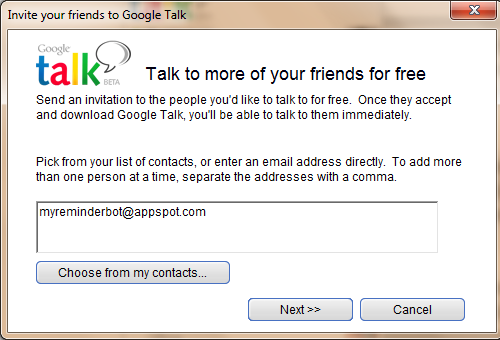 Invite your friends to Google Talk
Google
talk
BETA
Talk to more of your friends for free
Send an invitation to the people you'd like to talk to for free.  Once they accept
and download Google Talk, you'll be able to talk to them immediately.
Pick from your list of contacts, or enter an email address directly.  To add more
than one person at a time, separate the addresses with a comma.
myreminderbot@appspot.com
Choose from my contacts...
Next >>
Cancel